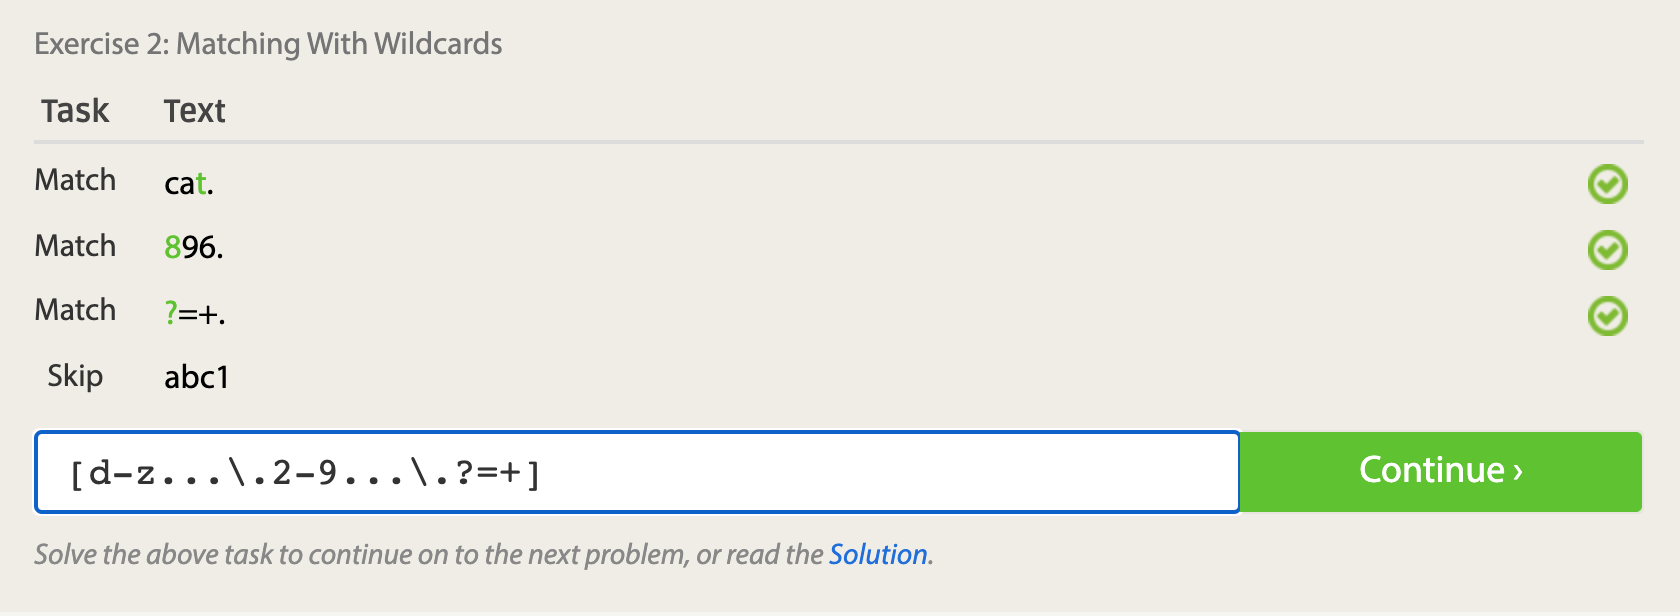 Exercise 2: Matching With Wildcards
Task Text
Match cat.
Match 896.
Match ?=+.
Skip abc1
[d-z...\.2-9...\.?=+]
Continue ›
Solve the above task to continue on to the next problem, or read the Solution.